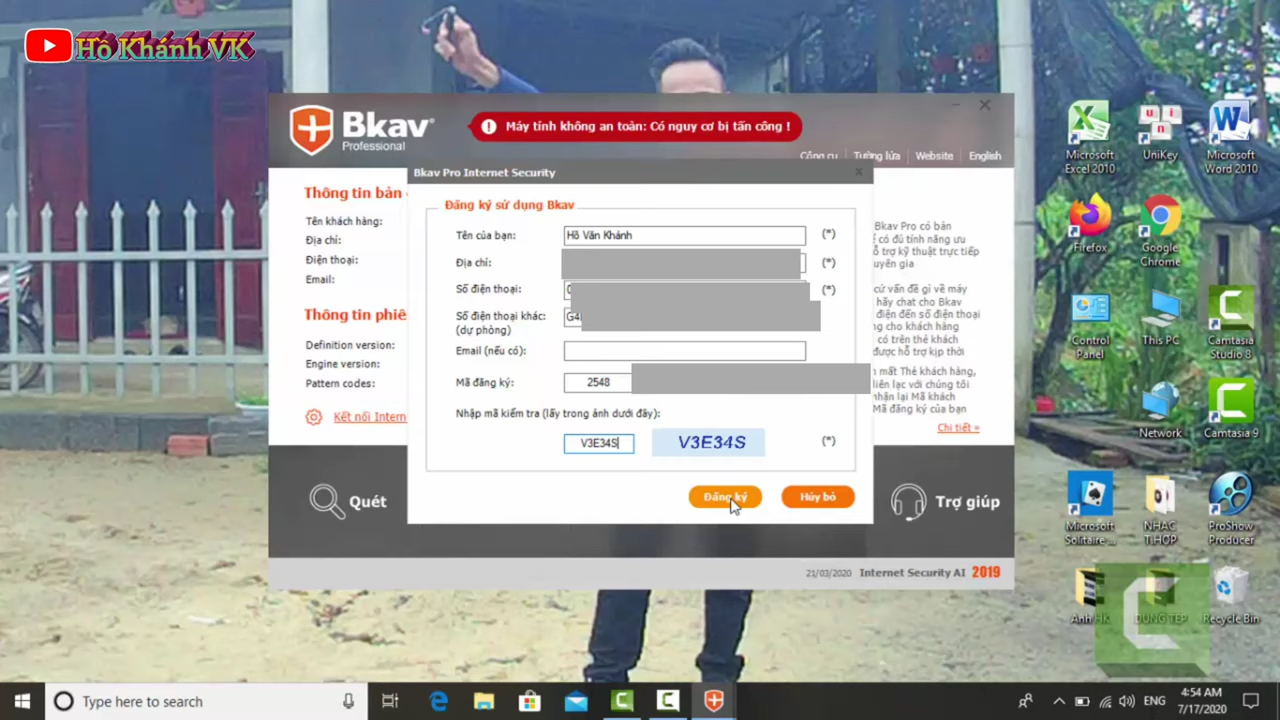 Hồ Khánh VK
Bkav
Professional
Máy tính không an toàn: Có nguy cơ bị tấn công !
Công cụ
Tường lửa
Website
English
Bkav Pro Internet Security
Thông tin bản
Tên khách hàng:
Địa chỉ:
Điện thoại:
Email:
Thông tin phiê
Definition version:
Engine version:
Pattern codes:
Kết nối Intern
Đăng ký sử dụng Bkav
Tên của bạn:
Hồ Văn Khánh
(*)
Địa chỉ:
(*)
Số điện thoại:
(*)
Số điện thoại khác:
(dự phòng)
Email (nếu có):
Mã đăng ký:
2548
Nhập mã kiểm tra (lấy trong ảnh dưới đây):
V3E34S
V3E34S
(*)
Đăng ký
Hủy bỏ
Bkav Pro có bản
có đủ tính năng ưu
hỗ trợ kỹ thuật trực tiếp
uyên gia
cứ vấn đề gì về máy
hãy chat cho Bkav
điện đến số điện thoại
ng cho khách hàng
có trên thẻ khách
được hỗ trợ kịp thời
mất Thẻ khách hàng,
liên lạc với chúng tôi
nhận lại Mã khách
Mã đăng ký của bạn
Chi tiết »
Quét
Trợ giúp
21/03/2020
Internet Security AI 2019
Microsoft
Excel 2010
UniKey
Microsoft
Word 2010
Firefox
Google
Chrome
Control
Panel
This PC
Camtasia
Studio 8
Network
Camtasia 9
Microsoft
Solitaire ...
NHAC
TI.HỢP
ProShow
Producer
Anh HK
DUNG TEP
Recycle Bin
Type here to search
ENG
4:54 AM
7/17/2020